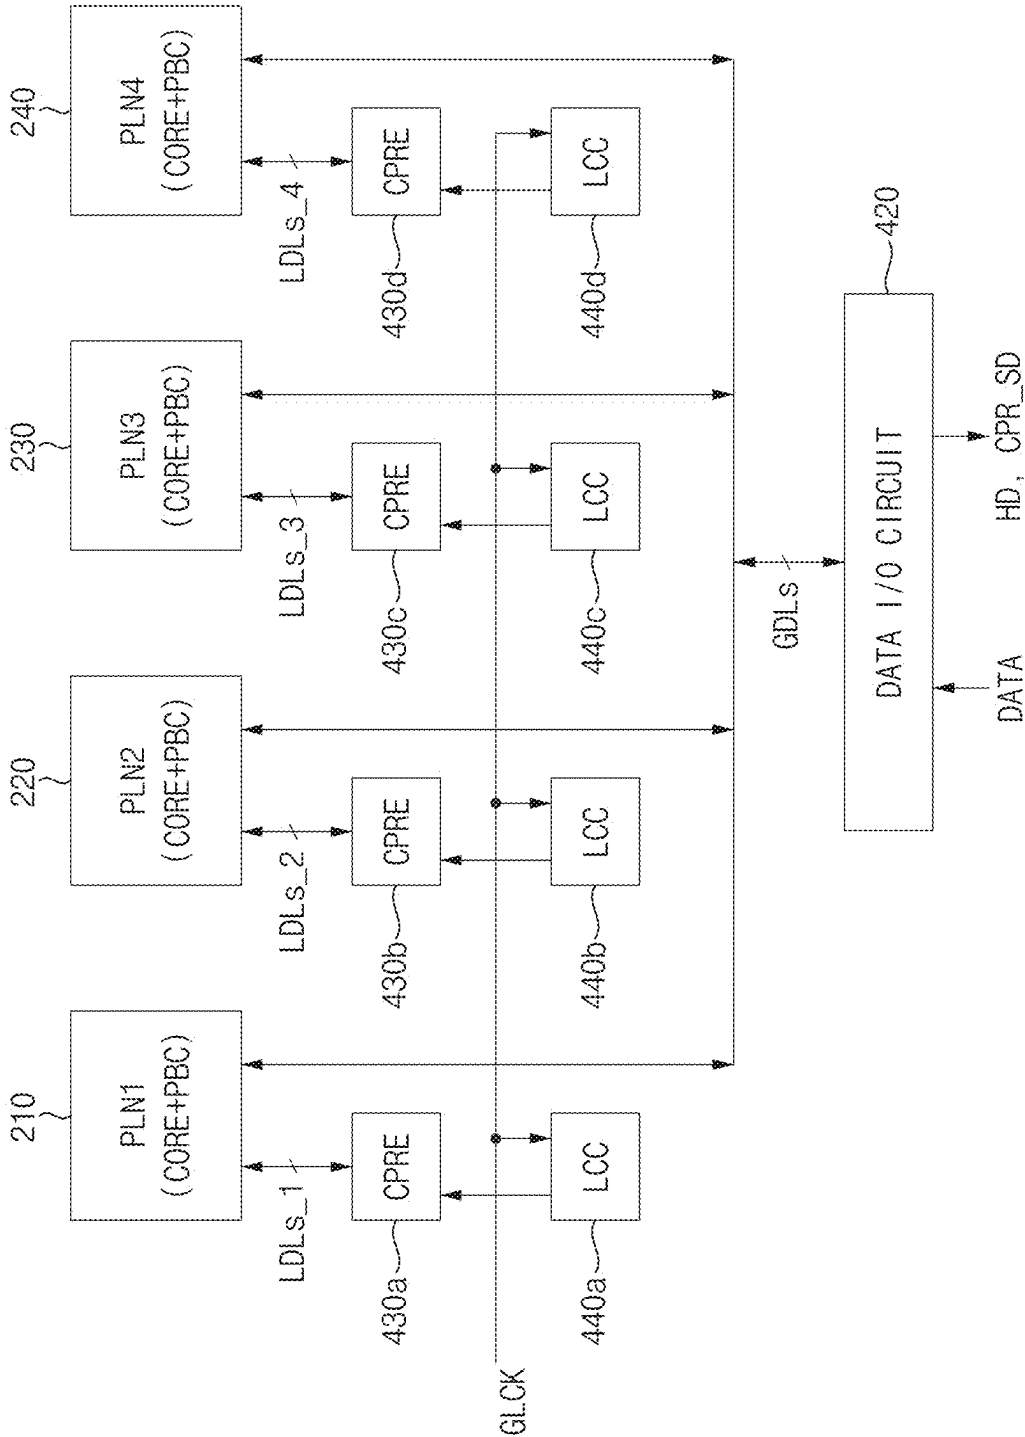 210
220
230
240
PLN1
(CORE+PBC)
PLN2
(CORE+PBC)
PLN3
(CORE+PBC)
PLN4
(CORE+PBC)
LDLs_1
LDLs_2
LDLs_3
LDLs_4
CPRE
CPRE
CPRE
CPRE
430a
430b
430c
430d
GLCK
LCC
LCC
LCC
LCC
440a
440b
440c
440d
GDLs
DATA I/O CIRCUIT
420
DATA
HD, CPR_SD